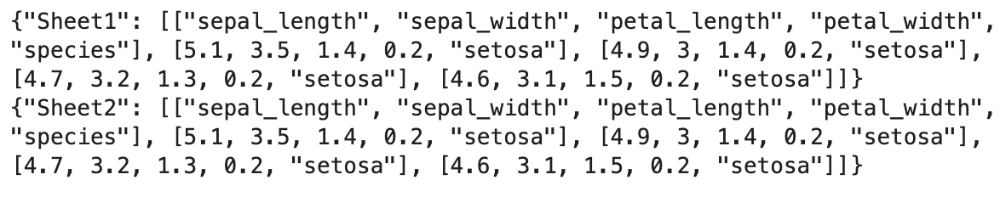 {"Sheet1": [["sepal_length", "sepal_width", "petal_length", "petal_width",
"species"], [5.1, 3.5, 1.4, 0.2, "setosa"], [4.9, 3, 1.4, 0.2, "setosa"],
[4.7, 3.2, 1.3, 0.2, "setosa"], [4.6, 3.1, 1.5, 0.2, "setosa"]]}
{"Sheet2": [["sepal_length", "sepal_width", "petal_length", "petal_width",
"species"], [5.1, 3.5, 1.4, 0.2, "setosa"], [4.9, 3, 1.4, 0.2, "setosa"],
[4.7, 3.2, 1.3, 0.2, "setosa"], [4.6, 3.1, 1.5, 0.2, "setosa"]]}